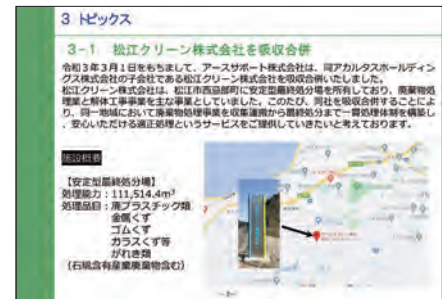 3 トピックス
3-1 松江クリーン株式会社を吸収合併
令和3年3月1日をもちまして、アースサポート株式会社は、同アカルタスホールディン
グス株式会社の子会社である松江クリーン株式会社を吸収合併いたしました。
松江クリーン株式会社は、松江市西忌部町に安定型最終処分場を所有しており、廃棄物処
理業と解体工事事業を主な事業としていました。このたび、同社を吸収合併することによ
り、同一地域において廃棄物処理事業を収集運搬から最終処分まで一貫処理体制を構築し
、安心いただける適正処理というサービスをご提供していきたいと考えております。
施設概要
【安定型最終処分場】
処理能力：111,514.4m³
処理品目：廃プラスチック類
金属くず
ゴムくず
ガラスくず等
がれき類
（石綿含有産業廃棄物含む）